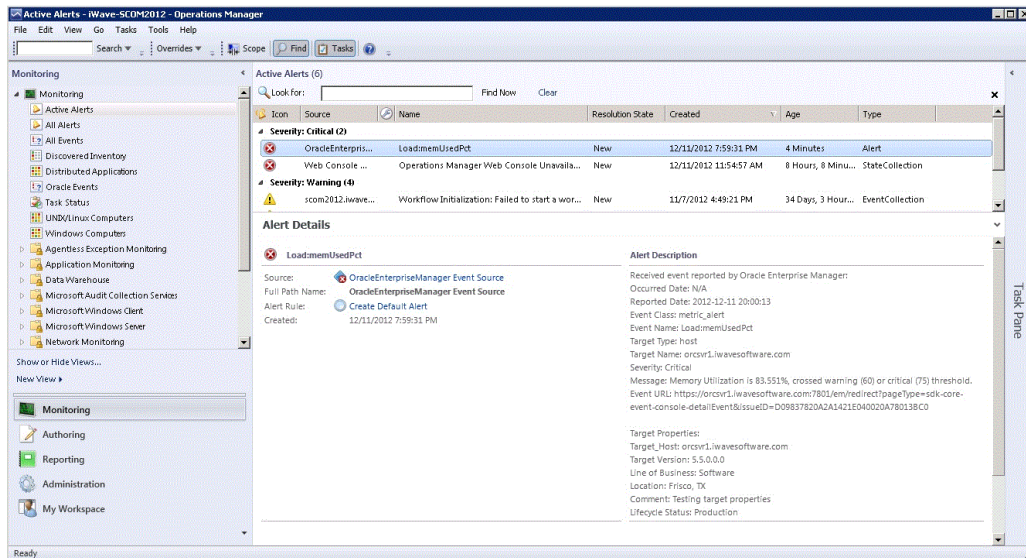 Active Alerts - iWave-SCOM2012 - Operations Manager
File Edit View Go Tasks Tools Help
Search Overrides Scope Find Tasks
Monitoring
Monitoring
Active Alerts
All Alerts
All Events
Discovered Inventory
Distributed Applications
Oracle Events
Task Status
UNIX/Linux Computers
Windows Computers
Agentless Exception Monitoring
Application Monitoring
Data Warehouse
Microsoft Audit Collection Services
Microsoft Windows Client
Microsoft Windows Server
Network Monitoring
Show or Hide Views...
New View
Monitoring
Authoring
Reporting
Administration
My Workspace
Ready
Active Alerts (6)
Look for: Find Now Clear
Icon Source Name Resolution State Created Age Type
Severity: Critical (2)
OracleEnterpris... Load:memUsedPct New 12/11/2012 7:59:31 PM 4 Minutes Alert
Web Console ... Operations Manager Web Console Unavaila... New 12/11/2012 11:54:57 AM 8 Hours, 8 Minu... StateCollection
Severity: Warning (4)
scom2012.iwave... Workflow Initialization: Failed to start a wor... New 11/7/2012 4:49:21 PM 34 Days, 3 Hour... EventCollection
Alert Details
Load:memUsedPct
Source: OracleEnterpriseManager Event Source
Full Path Name: OracleEnterpriseManager Event Source
Alert Rule: Create Default Alert
Created: 12/11/2012 7:59:31 PM
Alert Description
Received event reported by Oracle Enterprise Manager:
Occurred Date: N/A
Reported Date: 2012-12-11 20:00:13
Event Class: metric_alert
Event Name: Load:memUsedPct
Target Type: host
Target Name: orcsvr1.iwavesoftware.com
Severity: Critical
Message: Memory Utilization is 83.551%, crossed warning (60) or critical (75) threshold.
Event URL: https://orcsvr1.iwavesoftware.com:7801/em/redirect?pageType=sdk-core-
event-console-detailEvent&issueID=D09837820A2A1421E040020A78013BC0
Target Properties:
Target_Host: orcsvr1.iwavesoftware.com
Target Version: 5.5.0.0.0
Line of Business: Software
Location: Frisco, TX
Comment: Testing target properties
Lifecycle Status: Production
Task Pane